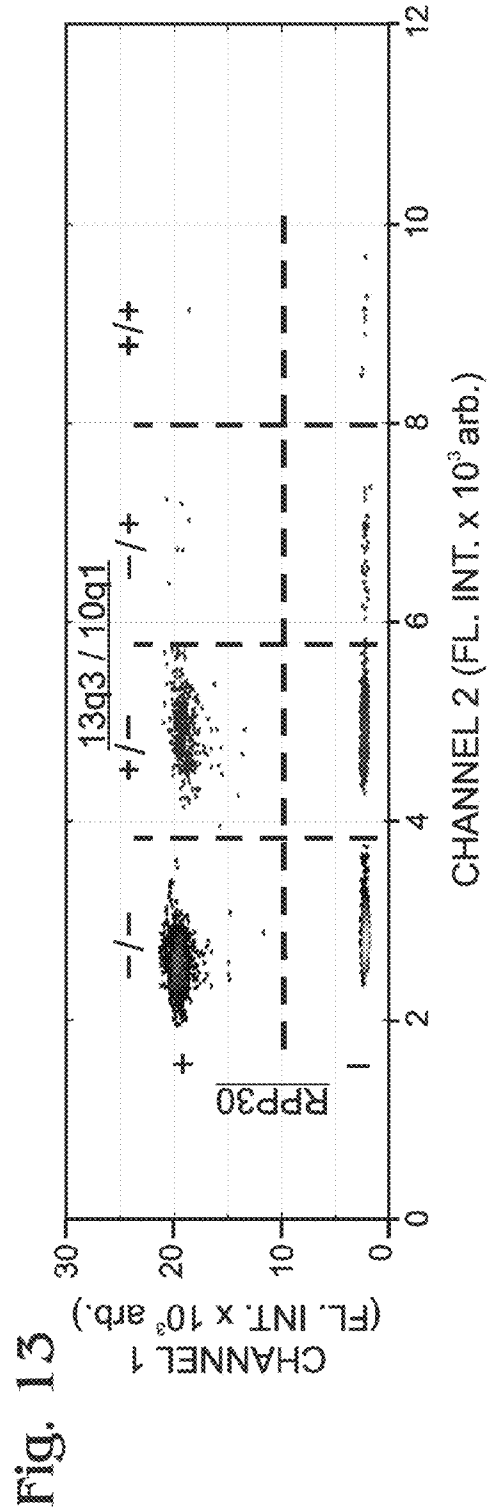 Fig. 13
CHANNEL 1
(FL. INT. x 10³ arb.)
30
20
10
0
13q3 / 10q1
−/−
+/−
−/+
+/+
+
RPP30
−
0
2
4
6
8
10
12
CHANNEL 2 (FL. INT. x 10³ arb.)